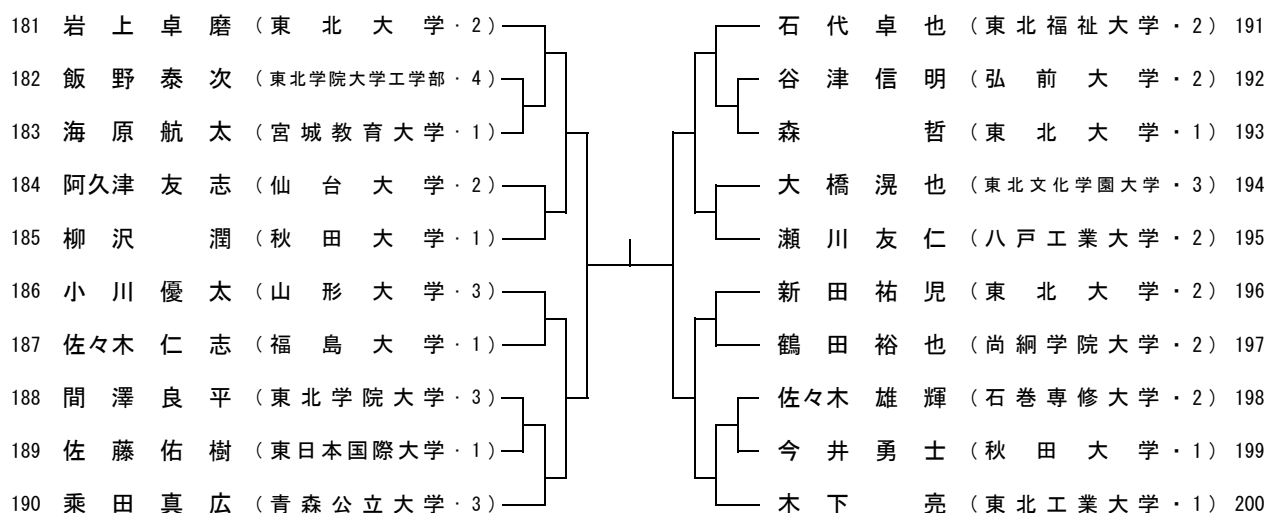 181 岩上卓磨 (東北大学・2)
182 飯野泰次 (東北学院大学工学部・4)
183 海原航太 (宮城教育大学・1)
184 阿久津友志 (仙台大学・2)
185 柳沢潤 (秋田大学・1)
186 小川優太 (山形大学・3)
187 佐々木仁志 (福島大学・1)
188 間澤良平 (東北学院大学・3)
189 佐藤佑樹 (東日本国際大学・1)
190 乗田真広 (青森公立大学・3)
石代卓也 (東北福祉大学・2) 191
谷津信明 (弘前大学・2) 192
森哲 (東北大学・1) 193
大橋滉也 (東北文化学園大学・3) 194
瀬川友仁 (八戸工業大学・2) 195
新田祐児 (東北大学・2) 196
鶴田裕也 (尚絅学院大学・2) 197
佐々木雄輝 (石巻専修大学・2) 198
今井勇士 (秋田大学・1) 199
木下亮 (東北工業大学・1) 200